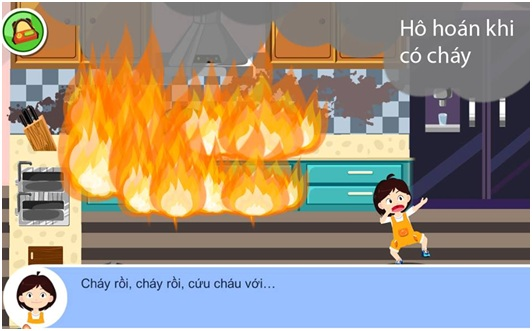 Hô hoán khi
có cháy
Cháy rồi, cháy rồi, cứu cháu với…